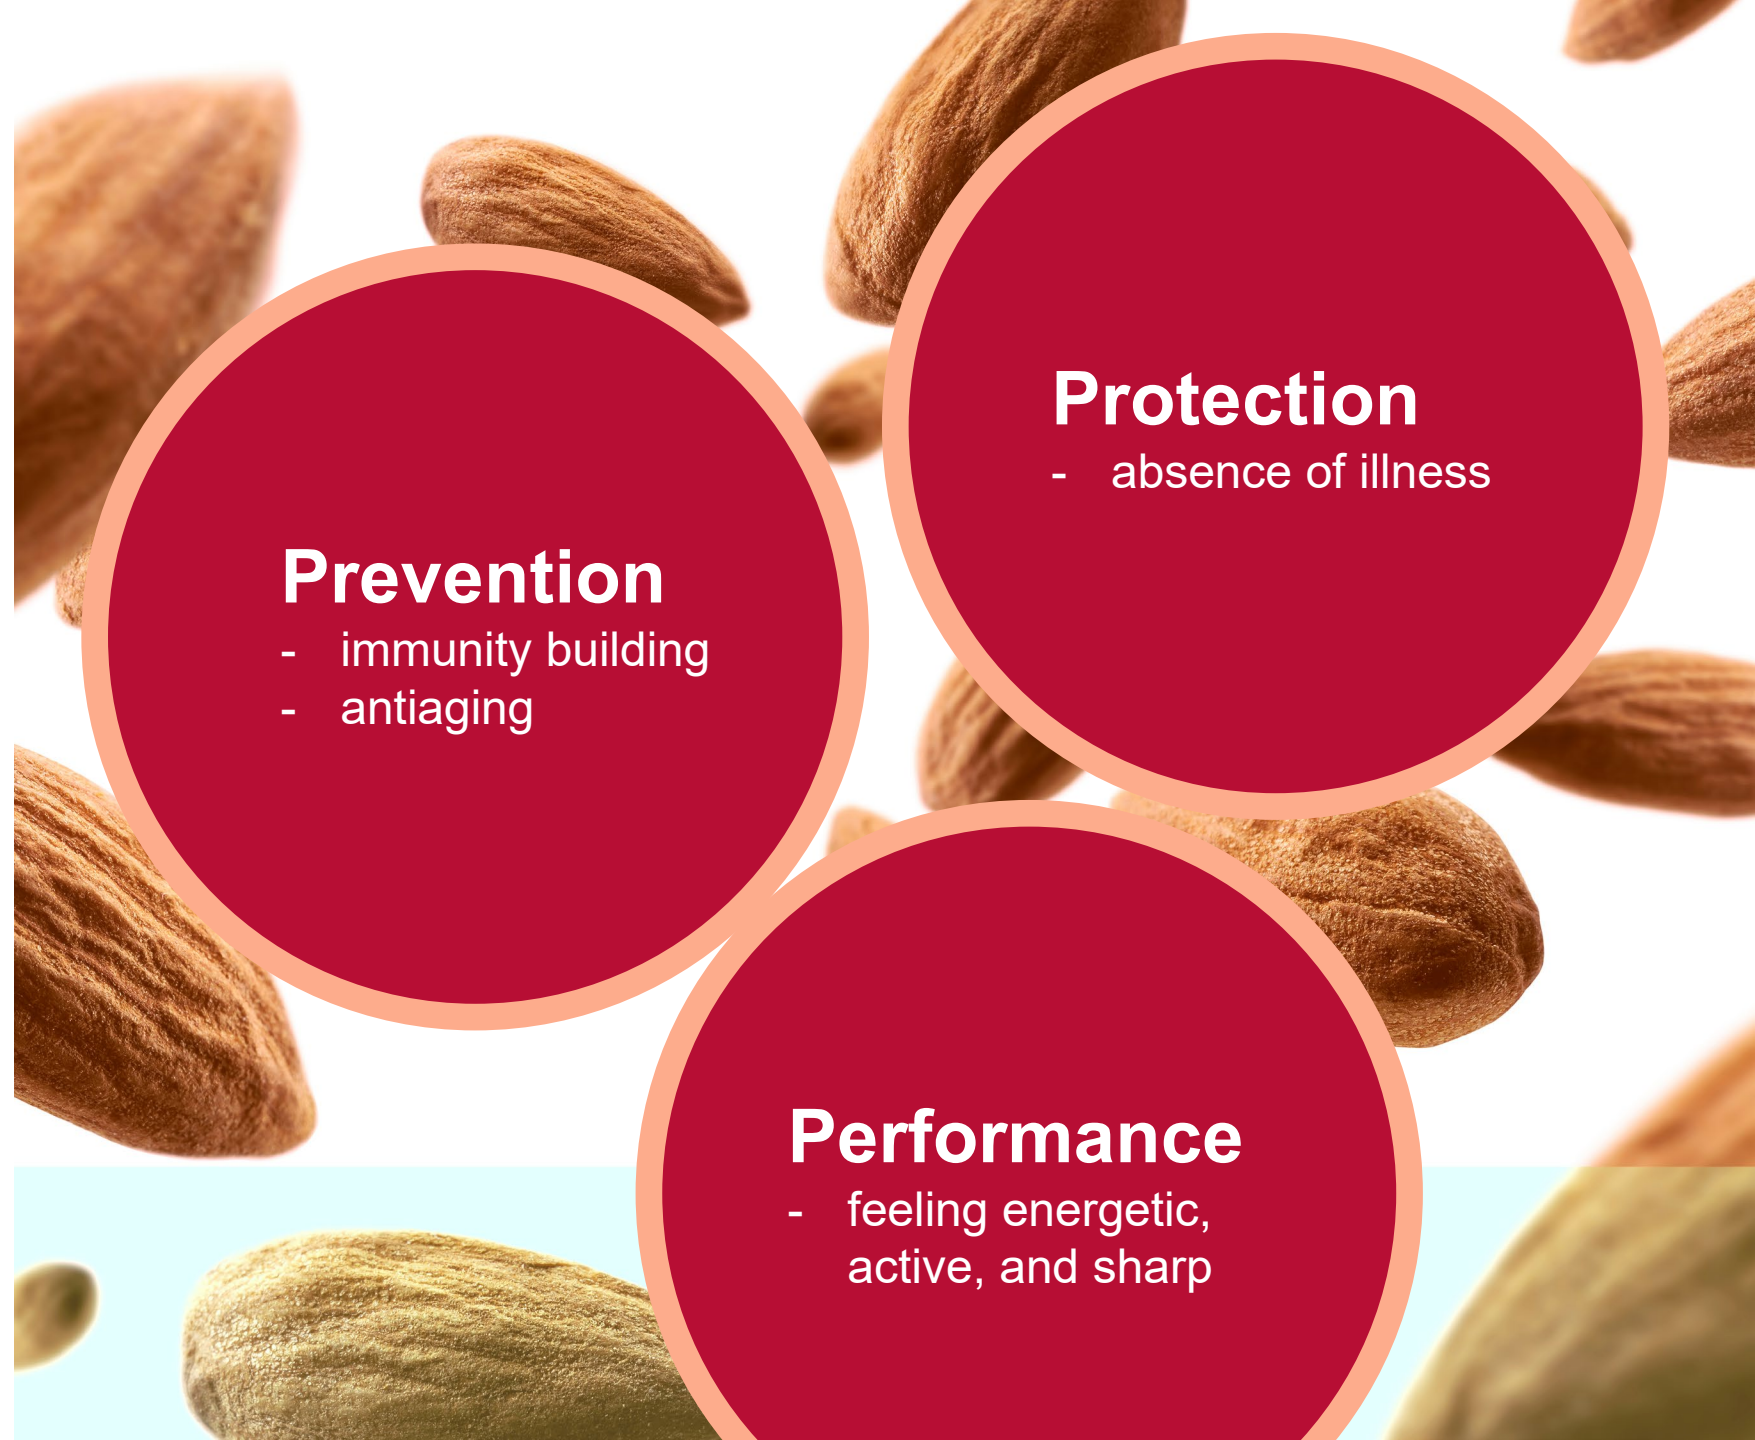 Protection
- absence of illness
Prevention
- immunity building
- antiaging
Performance
- feeling energetic,
active, and sharp